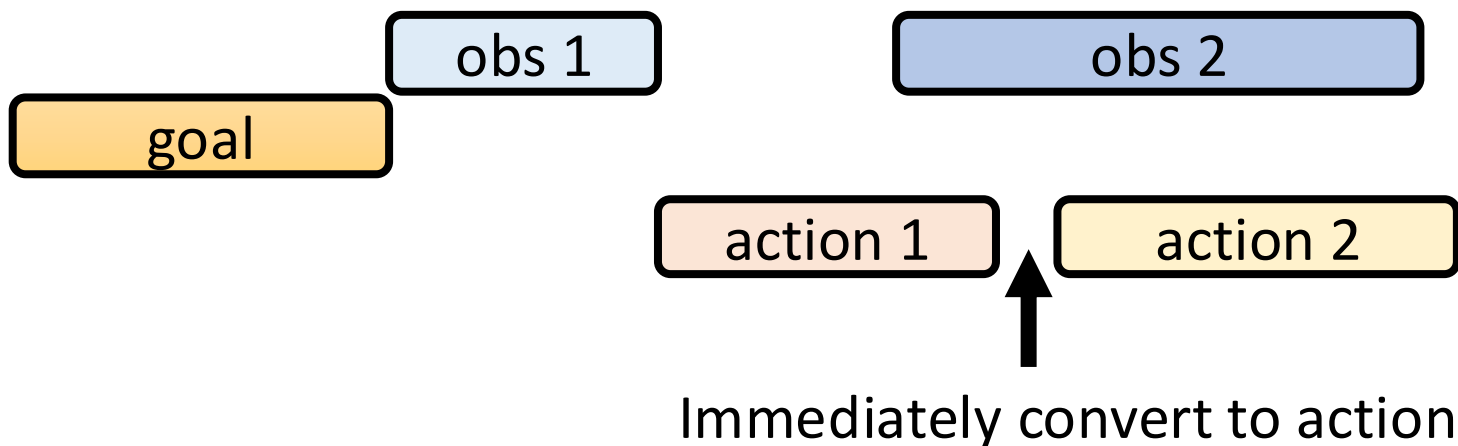 obs 1
obs 2
goal
action 1
action 2
Immediately convert to action